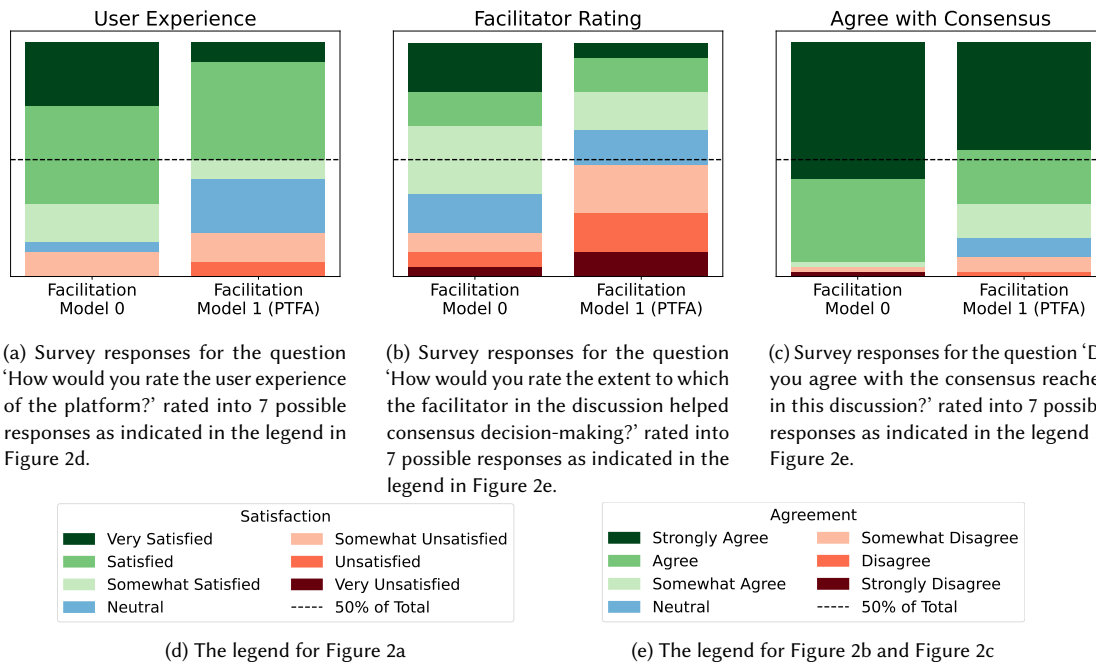 User Experience
Facilitator Rating
Agree with Consensus
Facilitation
Model 0
Facilitation
Model 1 (PTFA)
Facilitation
Model 0
Facilitation
Model 1 (PTFA)
Facilitation
Model 0
Facilitation
Model 1 (PTFA)
(a) Survey responses for the question
‘How would you rate the user experience
of the platform?’ rated into 7 possible
responses as indicated in the legend in
Figure 2d.
(b) Survey responses for the question
‘How would you rate the extent to which
the facilitator in the discussion helped
consensus decision-making?’ rated into
7 possible responses as indicated in the
legend in Figure 2e.
(c) Survey responses for the question
you agree with the consensus
in this discussion?’ rated into 7
responses as indicated in the legend
Figure 2e.
Satisfaction
Very Satisfied
Satisfied
Somewhat Satisfied
Neutral
Somewhat Unsatisfied
Unsatisfied
Very Unsatisfied
50% of Total
Agreement
Strongly Agree
Agree
Somewhat Agree
Neutral
Somewhat Disagree
Disagree
Strongly Disagree
50% of Total
(d) The legend for Figure 2a
(e) The legend for Figure 2b and Figure 2c